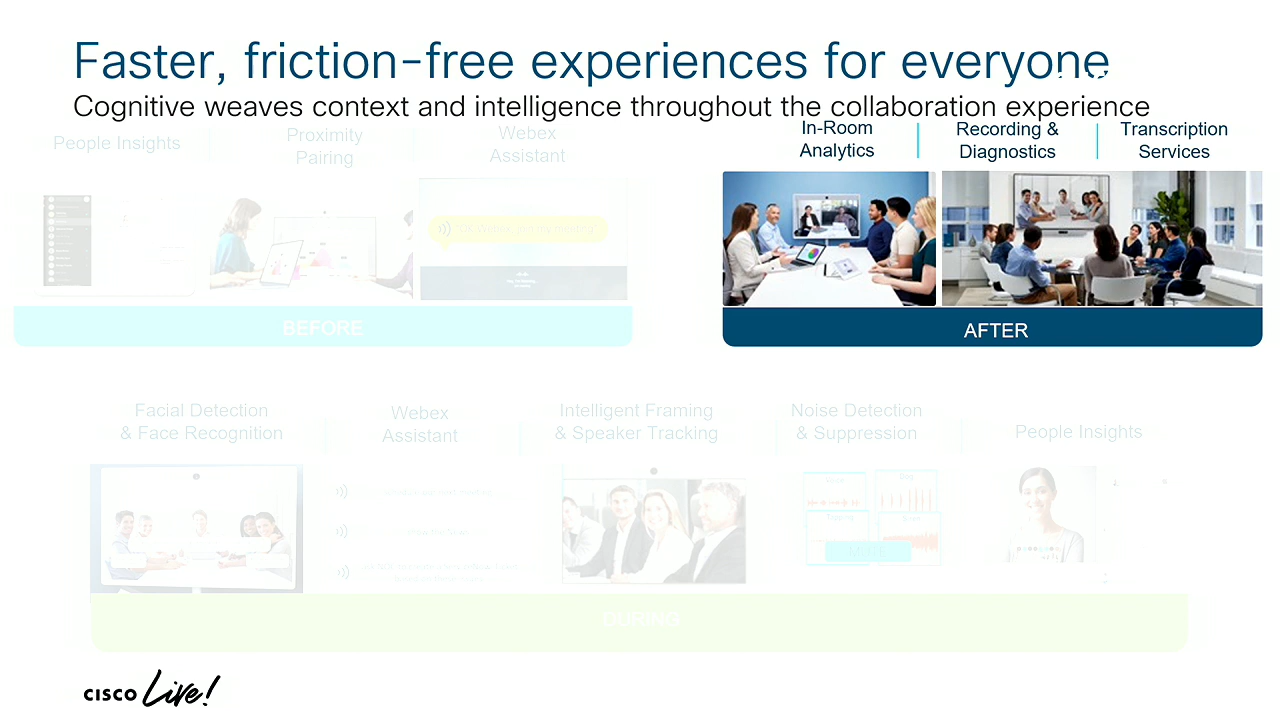 Faster, friction-free experiences for everyone
Cognitive weaves context and intelligence throughout the collaboration experience
People Insights
Proximity
Pairing
Webex
Assistant
In-Room
Analytics
Recording &
Diagnostics
Transcription
Services
BEFORE
AFTER
Facial Detection
& Face Recognition
Webex
Assistant
Intelligent Framing
& Speaker Tracking
Noise Detection
& Suppression
People Insights
DURING
CISCO Live!